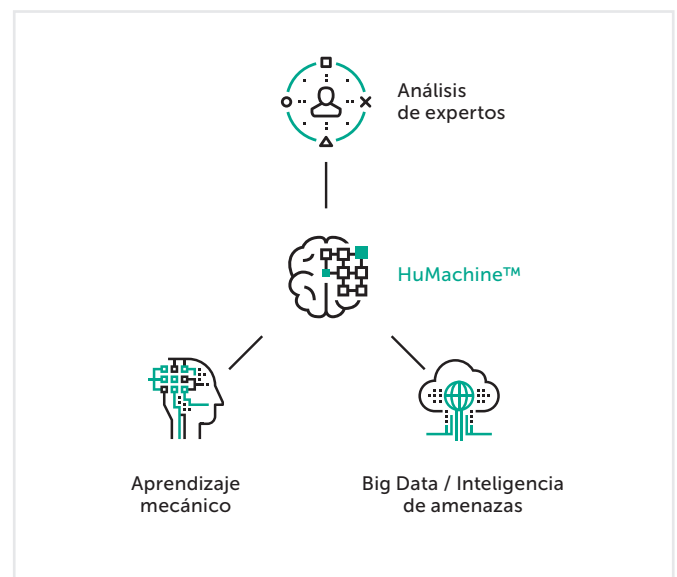 Análisis
de expertos
HuMachine™
Aprendizaje
mecánico
Big Data / Inteligencia
de amenazas